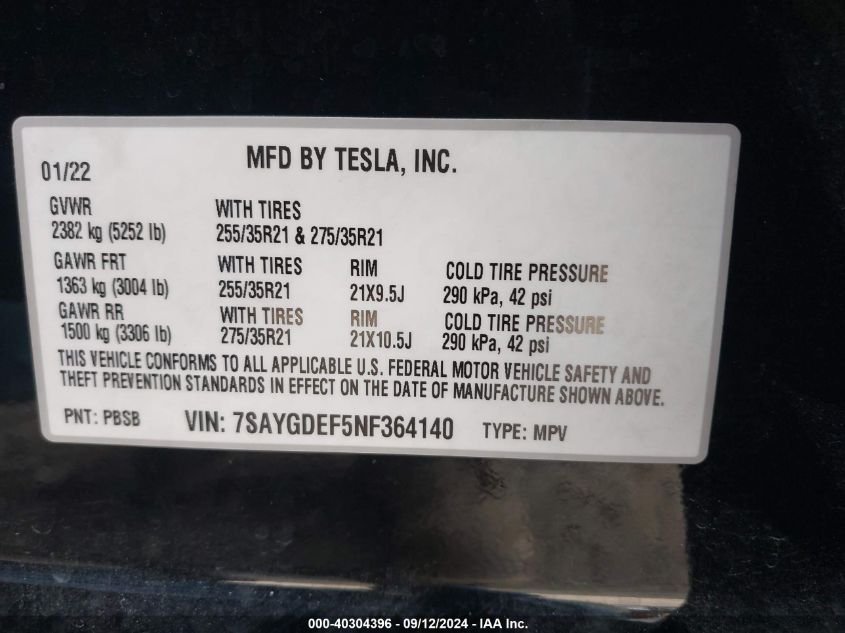 MFD BY TESLA, INC.
01/22
GVWR WITH TIRES
2382 kg (5252 lb) 255/35R21 & 275/35R21
GAWR FRT WITH TIRES RIM COLD TIRE PRESSURE
1363 kg (3004 lb) 255/35R21 21X9.5J 290 kPa, 42 psi
GAWR RR WITH TIRES RIM COLD TIRE PRESSURE
1500 kg (3306 lb) 275/35R21 21X10.5J 290 kPa, 42 psi
THIS VEHICLE CONFORMS TO ALL APPLICABLE U.S. FEDERAL MOTOR VEHICLE SAFETY AND
THEFT PREVENTION STANDARDS IN EFFECT ON THE DATE OF MANUFACTURE SHOWN ABOVE.
PNT: PBSB VIN: 7SAYGDEF5NF364140 TYPE: MPV
000-40304396 - 09/12/2024 - IAA Inc.